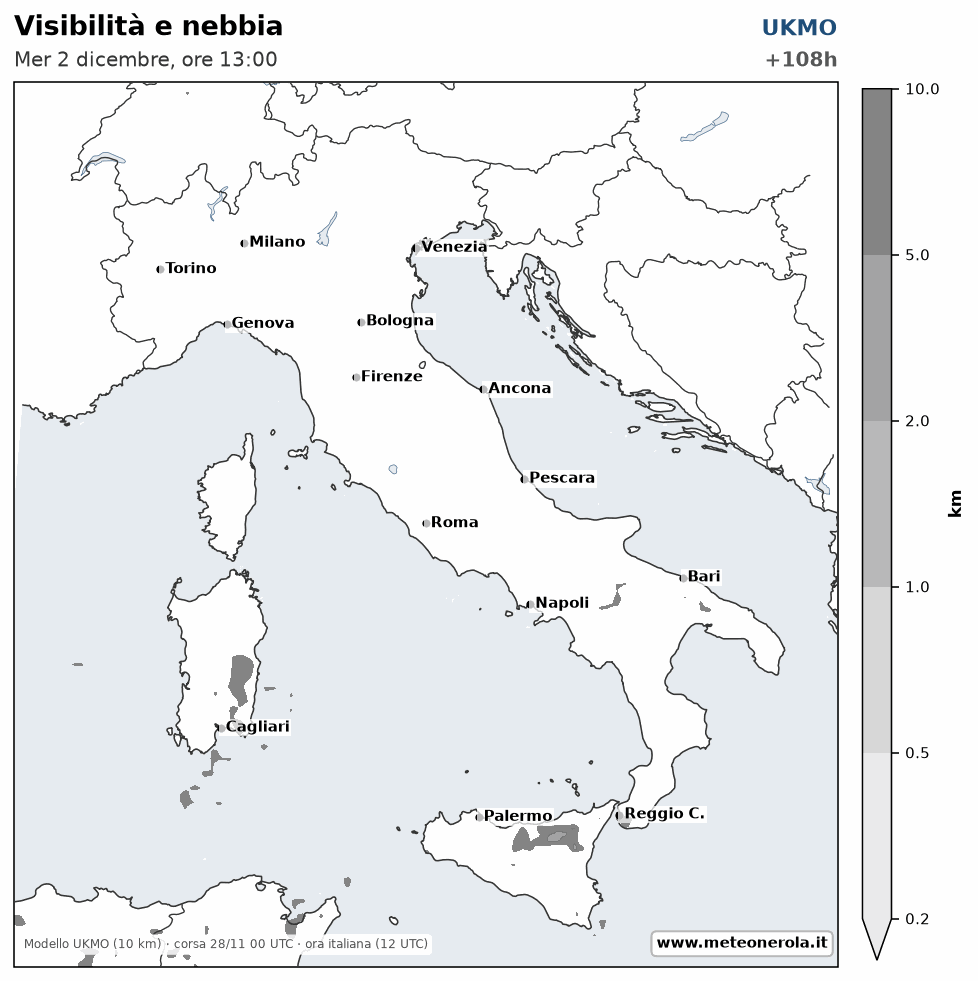 Visibilità e nebbia
UKMO
Mer 2 dicembre, ore 13:00
+108h
10.0
5.0
2.0
1.0
0.5
0.2
km
Milano
Venezia
Torino
Genova
Bologna
Firenze
Ancona
Pescara
Roma
Bari
Napoli
Cagliari
Palermo
Reggio C.
Modello UKMO (10 km) · corsa 28/11 00 UTC · ora italiana (12 UTC)
www.meteonerola.it